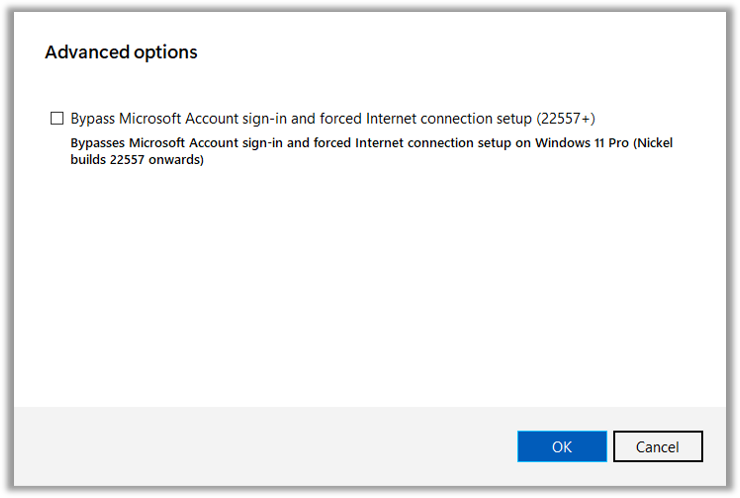 Advanced options
Bypass Microsoft Account sign-in and forced Internet connection setup (22557+)
Bypasses Microsoft Account sign-in and forced Internet connection setup on Windows 11 Pro (Nickel
builds 22557 onwards)
OK
Cancel